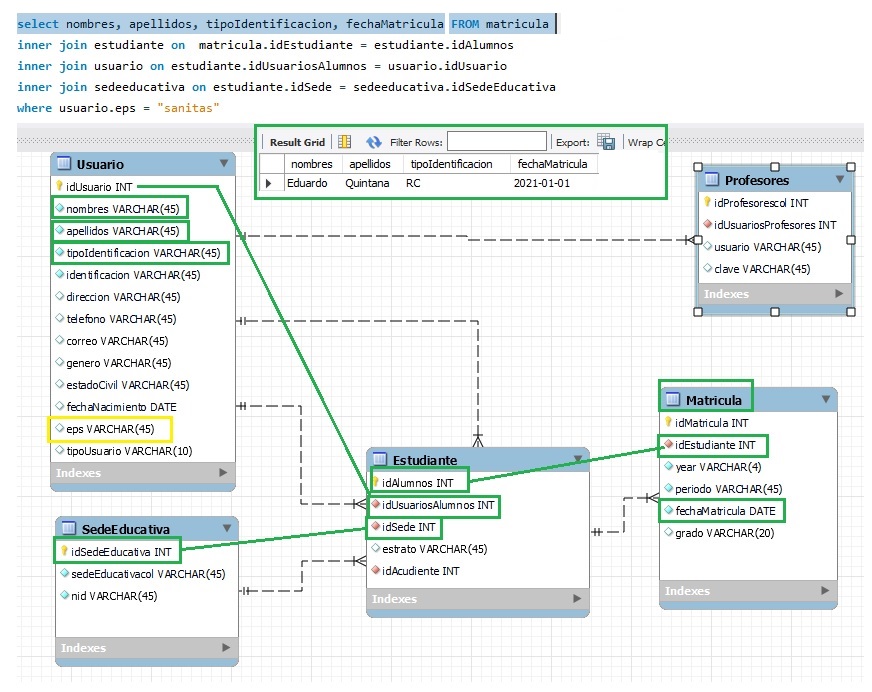 select nombres, apellidos, tipoIdentificacion, fechaMatricula FROM matricula
inner join estudiante on  matricula.idEstudiante = estudiante.idAlumnos
inner join usuario on estudiante.idUsuariosAlumnos = usuario.idUsuario
inner join sedeeducativa on estudiante.idSede = sedeeducativa.idSedeEducativa
where usuario.eps = "sanitas"
Result Grid Filter Rows: Export: Wrap Ce
nombres apellidos tipoIdentificacion fechaMatricula
Eduardo Quintana RC 2021-01-01
Usuario
idUsuario INT
nombres VARCHAR(45)
apellidos VARCHAR(45)
tipoIdentificacion VARCHAR(45)
identificacion VARCHAR(45)
direccion VARCHAR(45)
telefono VARCHAR(45)
correo VARCHAR(45)
genero VARCHAR(45)
estadoCivil VARCHAR(45)
fechaNacimiento DATE
eps VARCHAR(45)
tipoUsuario VARCHAR(10)
Indexes
Profesores
idProfesorescol INT
idUsuariosProfesores INT
usuario VARCHAR(45)
clave VARCHAR(45)
Indexes
Matricula
idMatricula INT
idEstudiante INT
year VARCHAR(4)
periodo VARCHAR(45)
fechaMatricula DATE
grado VARCHAR(20)
Indexes
Estudiante
idAlumnos INT
idUsuariosAlumnos INT
idSede INT
estrato VARCHAR(45)
idAcudiente INT
Indexes
SedeEducativa
idSedeEducativa INT
sedeEducativacol VARCHAR(45)
nid VARCHAR(45)
Indexes